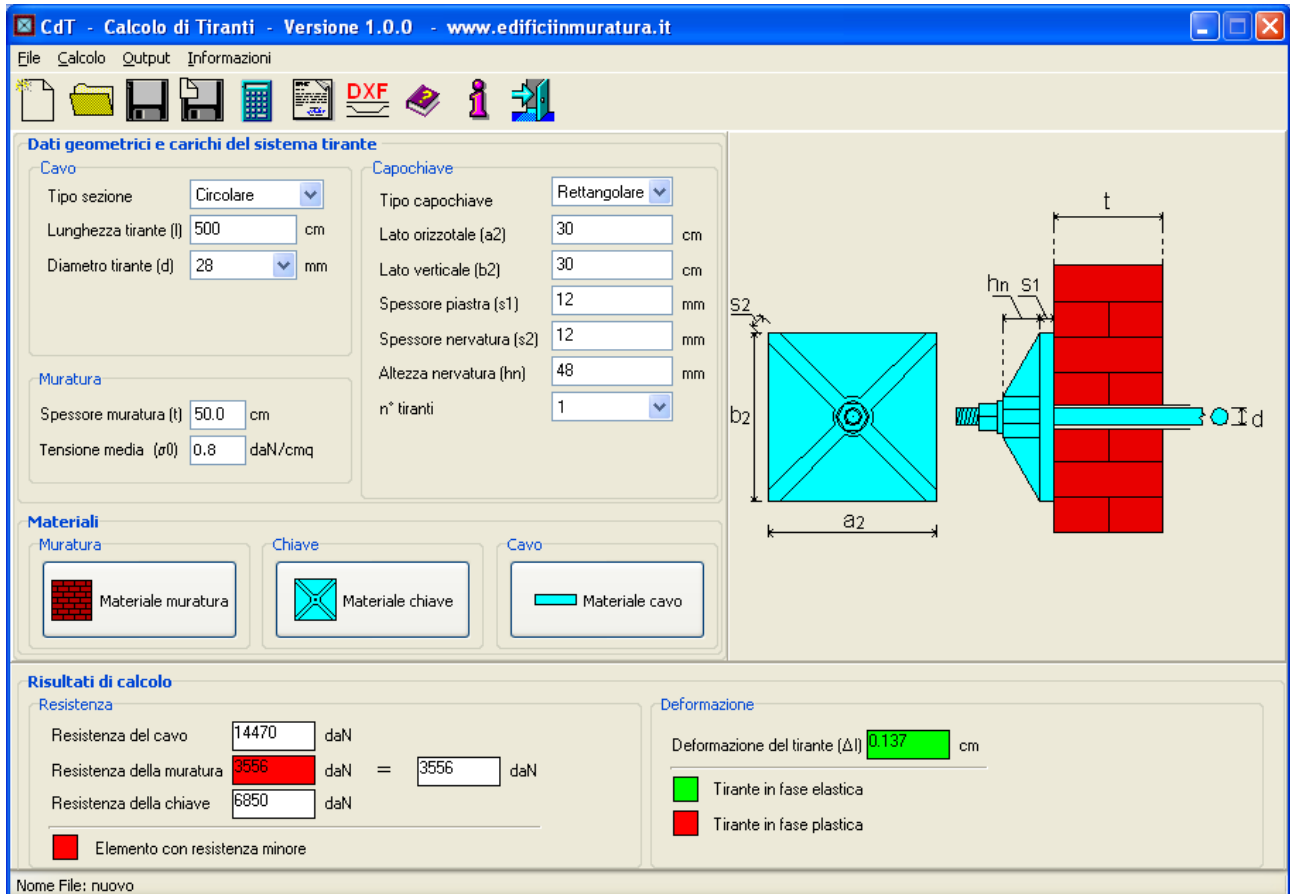 CdT - Calcolo di Tiranti - Versione 1.0.0 - www.edificiinmuratura.it
File Calcolo Output Informazioni
DXF
Dati geometrici e carichi del sistema tirante
Cavo
Tipo sezione Circolare
Lunghezza tirante (l) 500 cm
Diametro tirante (d) 28 mm
Muratura
Spessore muratura (t) 50.0 cm
Tensione media (σ0) 0.8 daN/cmq
Capochiave
Tipo capochiave Rettangolare
Lato orizzotale (a2) 30 cm
Lato verticale (b2) 30 cm
Spessore piastra (s1) 12 mm
Spessore nervatura (s2) 12 mm
Altezza nervatura (hn) 48 mm
n° tiranti 1
t
hn s1
s2
b2
d
a2
Materiali
Muratura
Materiale muratura
Chiave
Materiale chiave
Cavo
Materiale cavo
Risultati di calcolo
Resistenza
Resistenza del cavo 14470 daN
Resistenza della muratura 3556 daN = 3556 daN
Resistenza della chiave 6850 daN
Elemento con resistenza minore
Deformazione
Deformazione del tirante (Δl) 0.137 cm
Tirante in fase elastica
Tirante in fase plastica
Nome File: nuovo